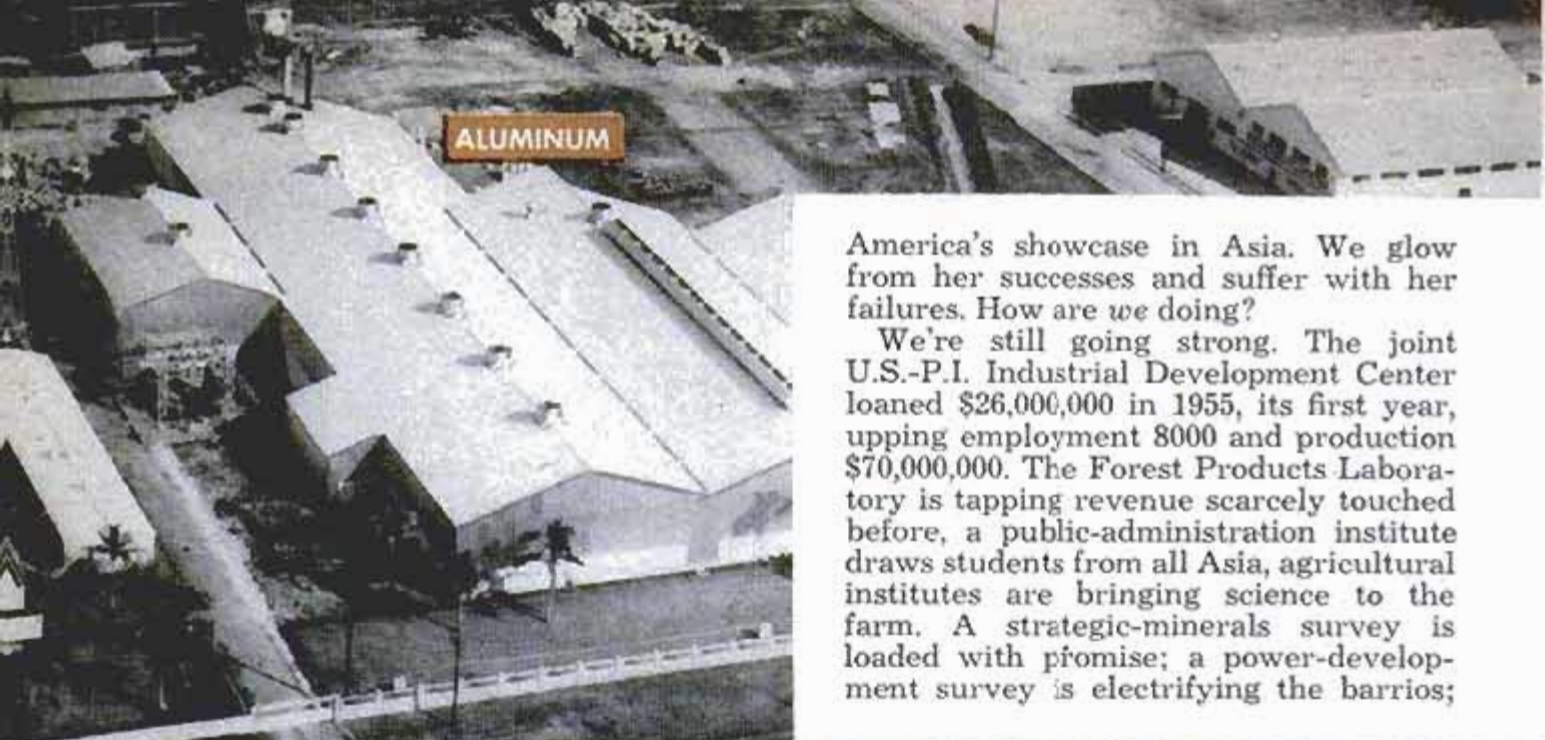 ALUMINUM
America's showcase in Asia. We glow
from her successes and suffer with her
failures. How are we doing?
We're still going strong. The joint
U.S.-P.I. Industrial Development Center
loaned $26,000,000 in 1955, its first year,
upping employment 8000 and production
$70,000,000. The Forest Products Labora-
tory is tapping revenue scarcely touched
before, a public-administration institute
draws students from all Asia, agricultural
institutes are bringing science to the
farm. A strategic-minerals survey is
loaded with promise; a power-develop-
ment survey is electrifying the barrios;